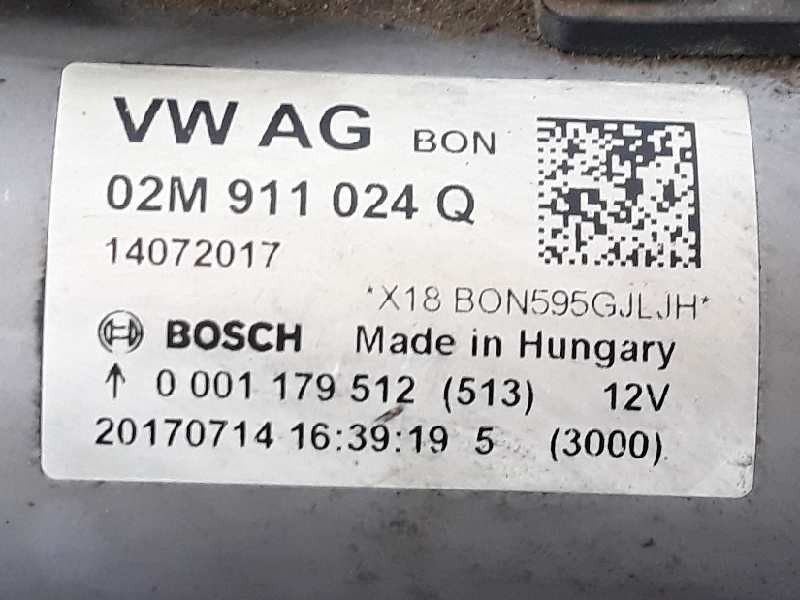 VW AG BON
02M 911 024 Q
14072017
*X18 BON595GJLJH*
BOSCH Made in Hungary
↑ 0 001 179 512 (513) 12V
20170714 16:39:19 5 (3000)